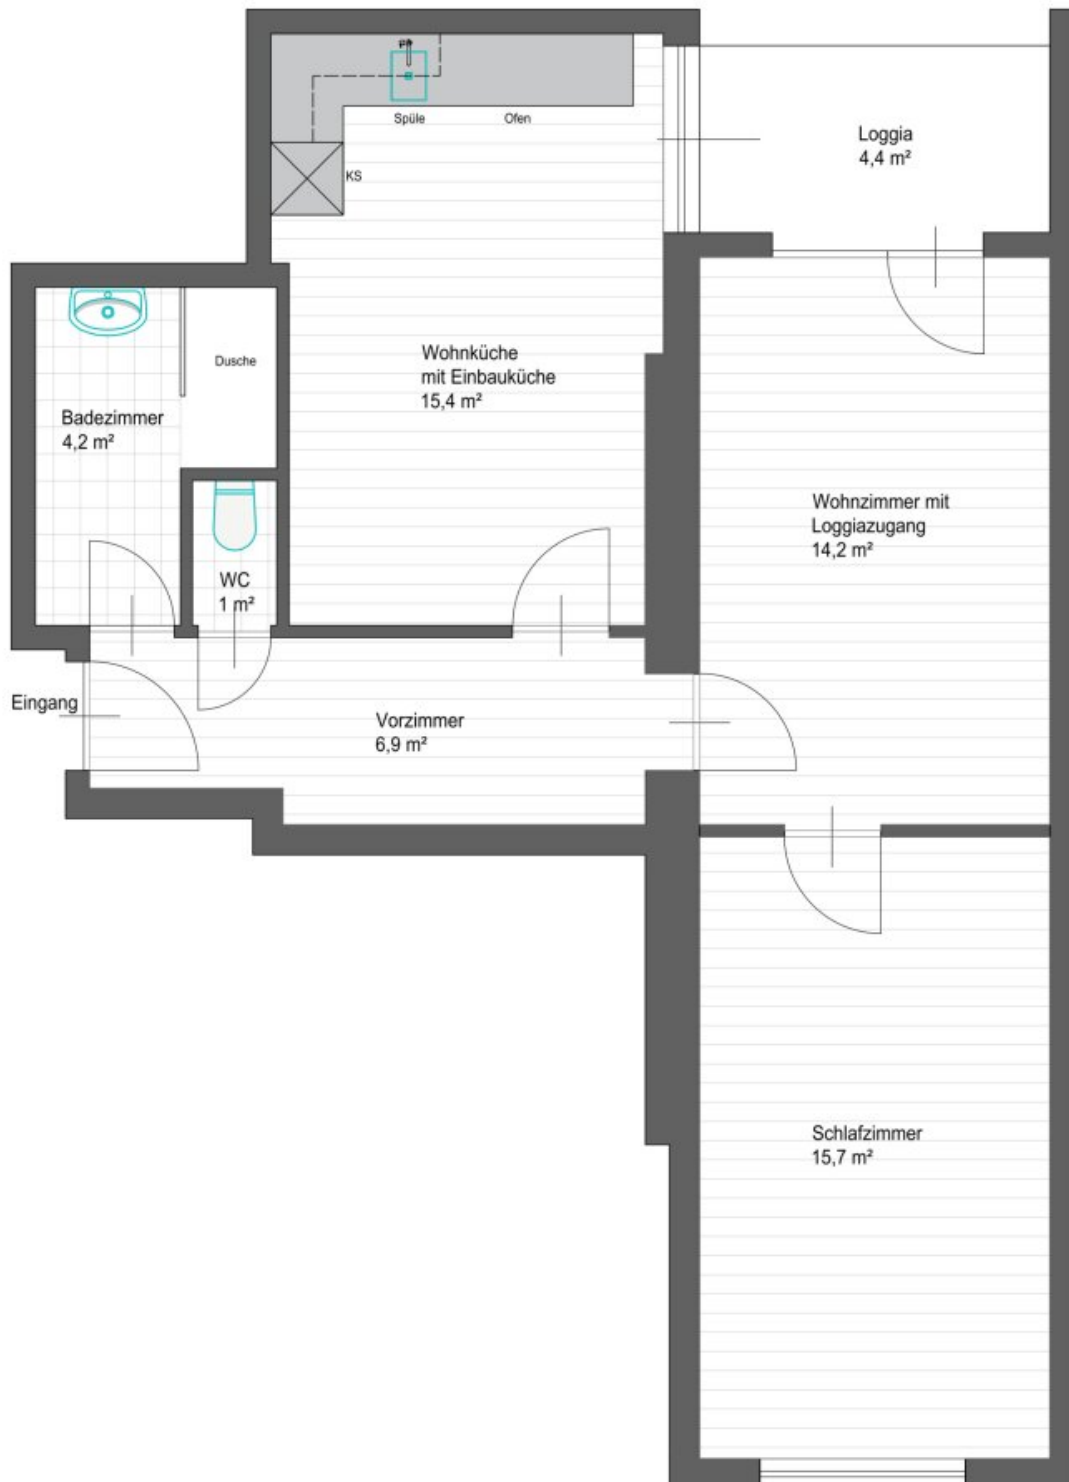 Loggia
4,4 m²
Spüle
Ofen
KS
Wohnküche
mit Einbauküche
15,4 m²
Dusche
Badezimmer
4,2 m²
Wohnzimmer mit
Loggiazugang
14,2 m²
WC
1 m²
Eingang
Vorzimmer
6,9 m²
Schlafzimmer
15,7 m²